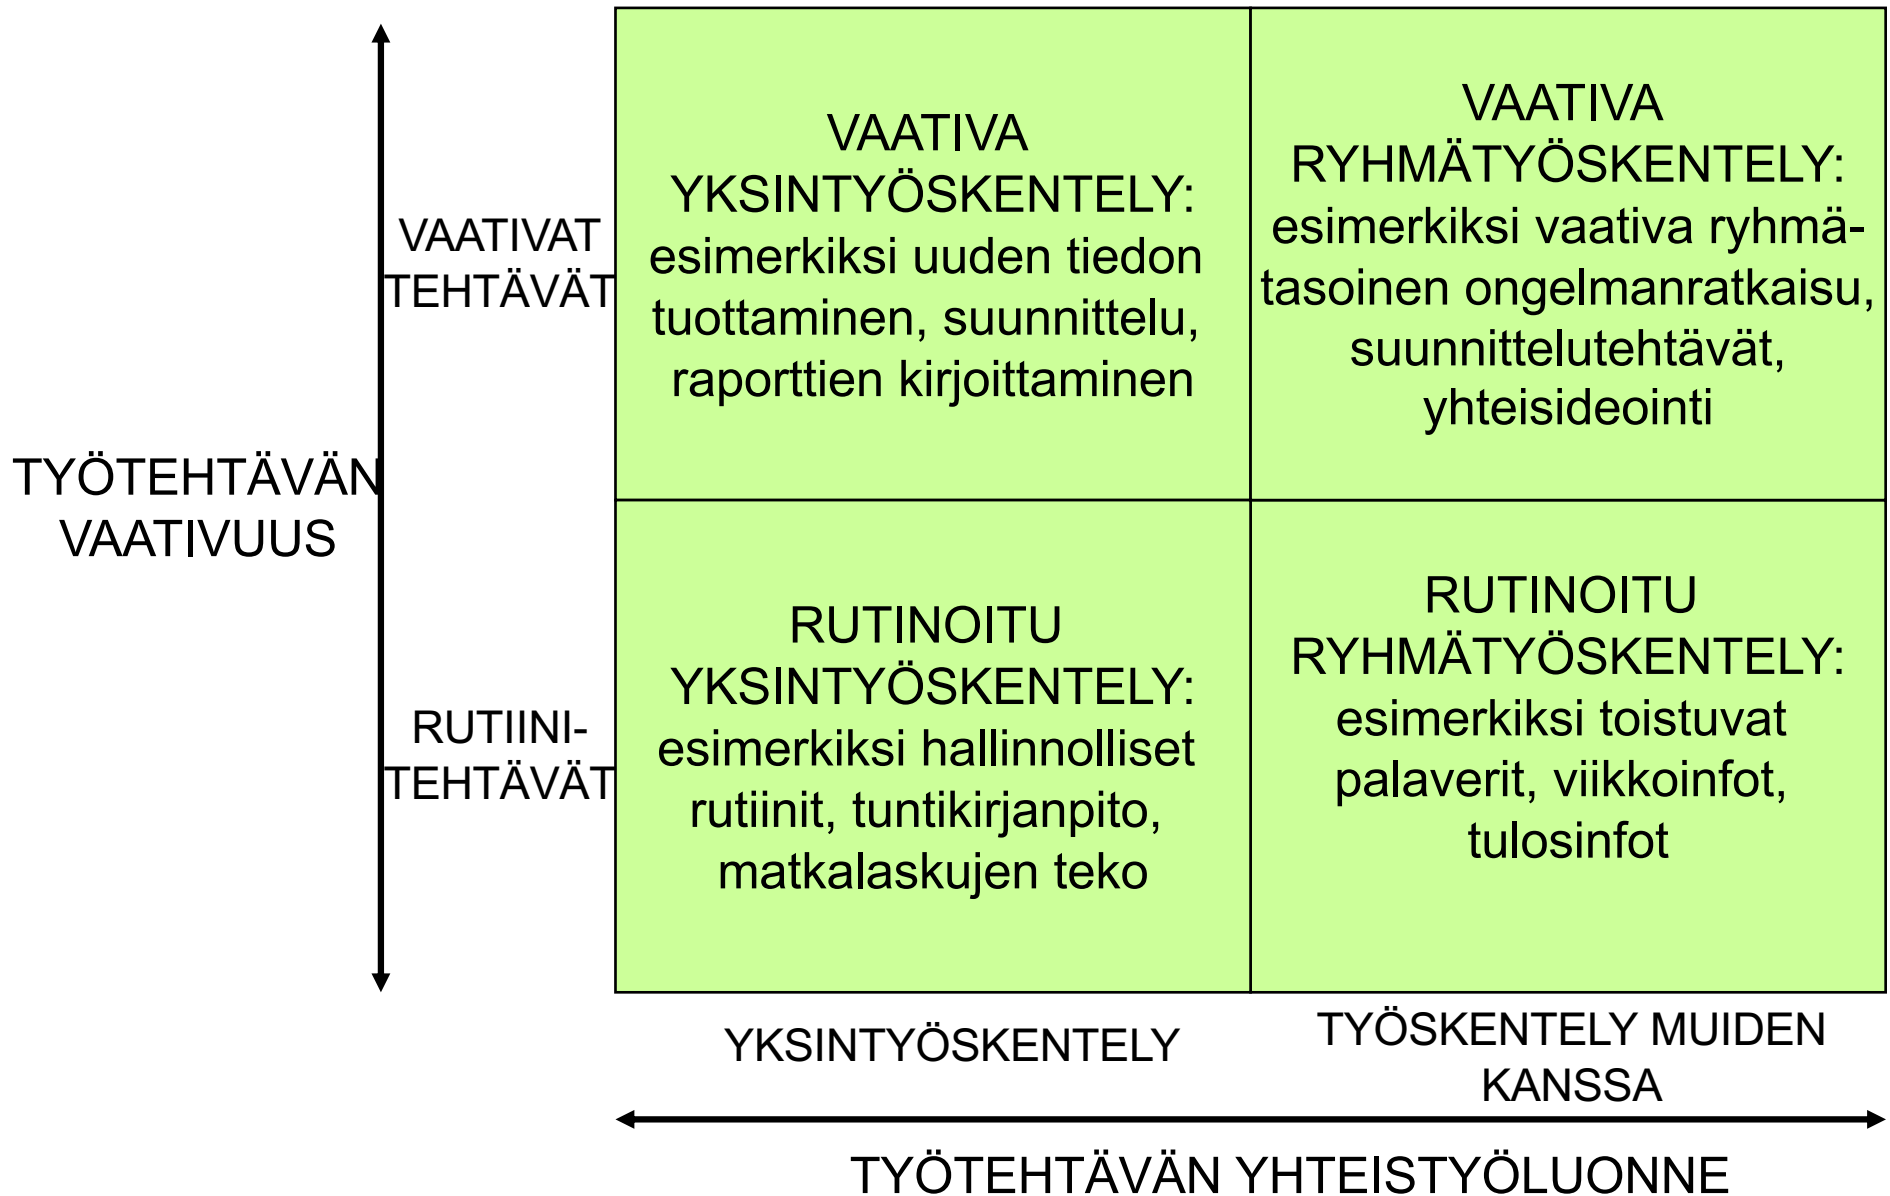 TYÖTEHTÄVÄN
VAATIVUUS
VAATIVAT
TEHTÄVÄT
VAATIVA
YKSINTYÖSKENTELY:
esimerkiksi uuden tiedon
tuottaminen, suunnittelu,
raporttien kirjoittaminen
VAATIVA
RYHMÄTYÖSKENTELY:
esimerkiksi vaativa ryhmä-
tasoinen ongelmanratkaisu,
suunnittelutehtävät,
yhteisideointi
RUTIINI-
TEHTÄVÄT
RUTINOITU
YKSINTYÖSKENTELY:
esimerkiksi hallinnolliset
rutiinit, tuntikirjanpito,
matkalaskujen teko
RUTINOITU
RYHMÄTYÖSKENTELY:
esimerkiksi toistuvat
palaverit, viikkoinfot,
tulosinfot
YKSINTYÖSKENTELY
TYÖSKENTELY MUIDEN
KANSSA
TYÖTEHTÄVÄN YHTEISTYÖLUONNE